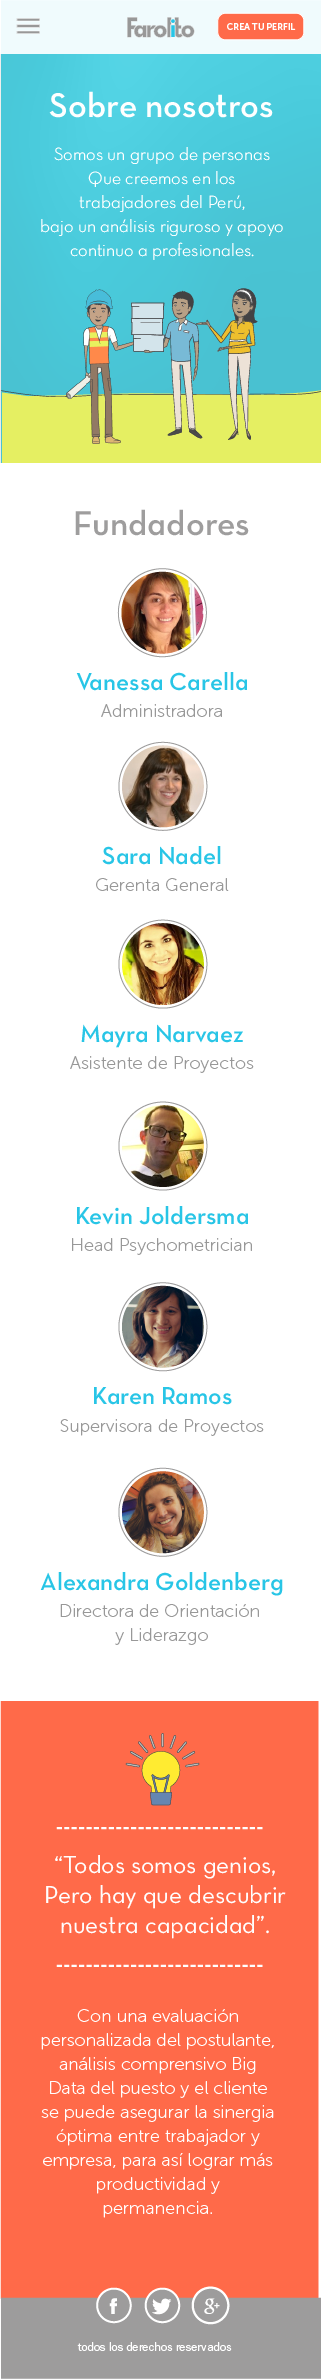 Farolito
CREA TU PERFIL
Sobre nosotros
Somos un grupo de personas
Que creemos en los
trabajadores del Perú,
bajo un análisis riguroso y apoyo
continuo a profesionales.
Fundadores
Vanessa Carella
Administradora
Sara Nadel
Gerenta General
Mayra Narvaez
Asistente de Proyectos
Kevin Joldersma
Head Psychometrician
Karen Ramos
Supervisora de Proyectos
Alexandra Goldenberg
Directora de Orientación
y Liderazgo
“Todos somos genios,
Pero hay que descubrir
nuestra capacidad”.
Con una evaluación
personalizada del postulante,
análisis comprensivo Big
Data del puesto y el cliente
se puede asegurar la sinergia
óptima entre trabajador y
empresa, para así lograr más
productividad y
permanencia.
f g+
todos los derechos reservados